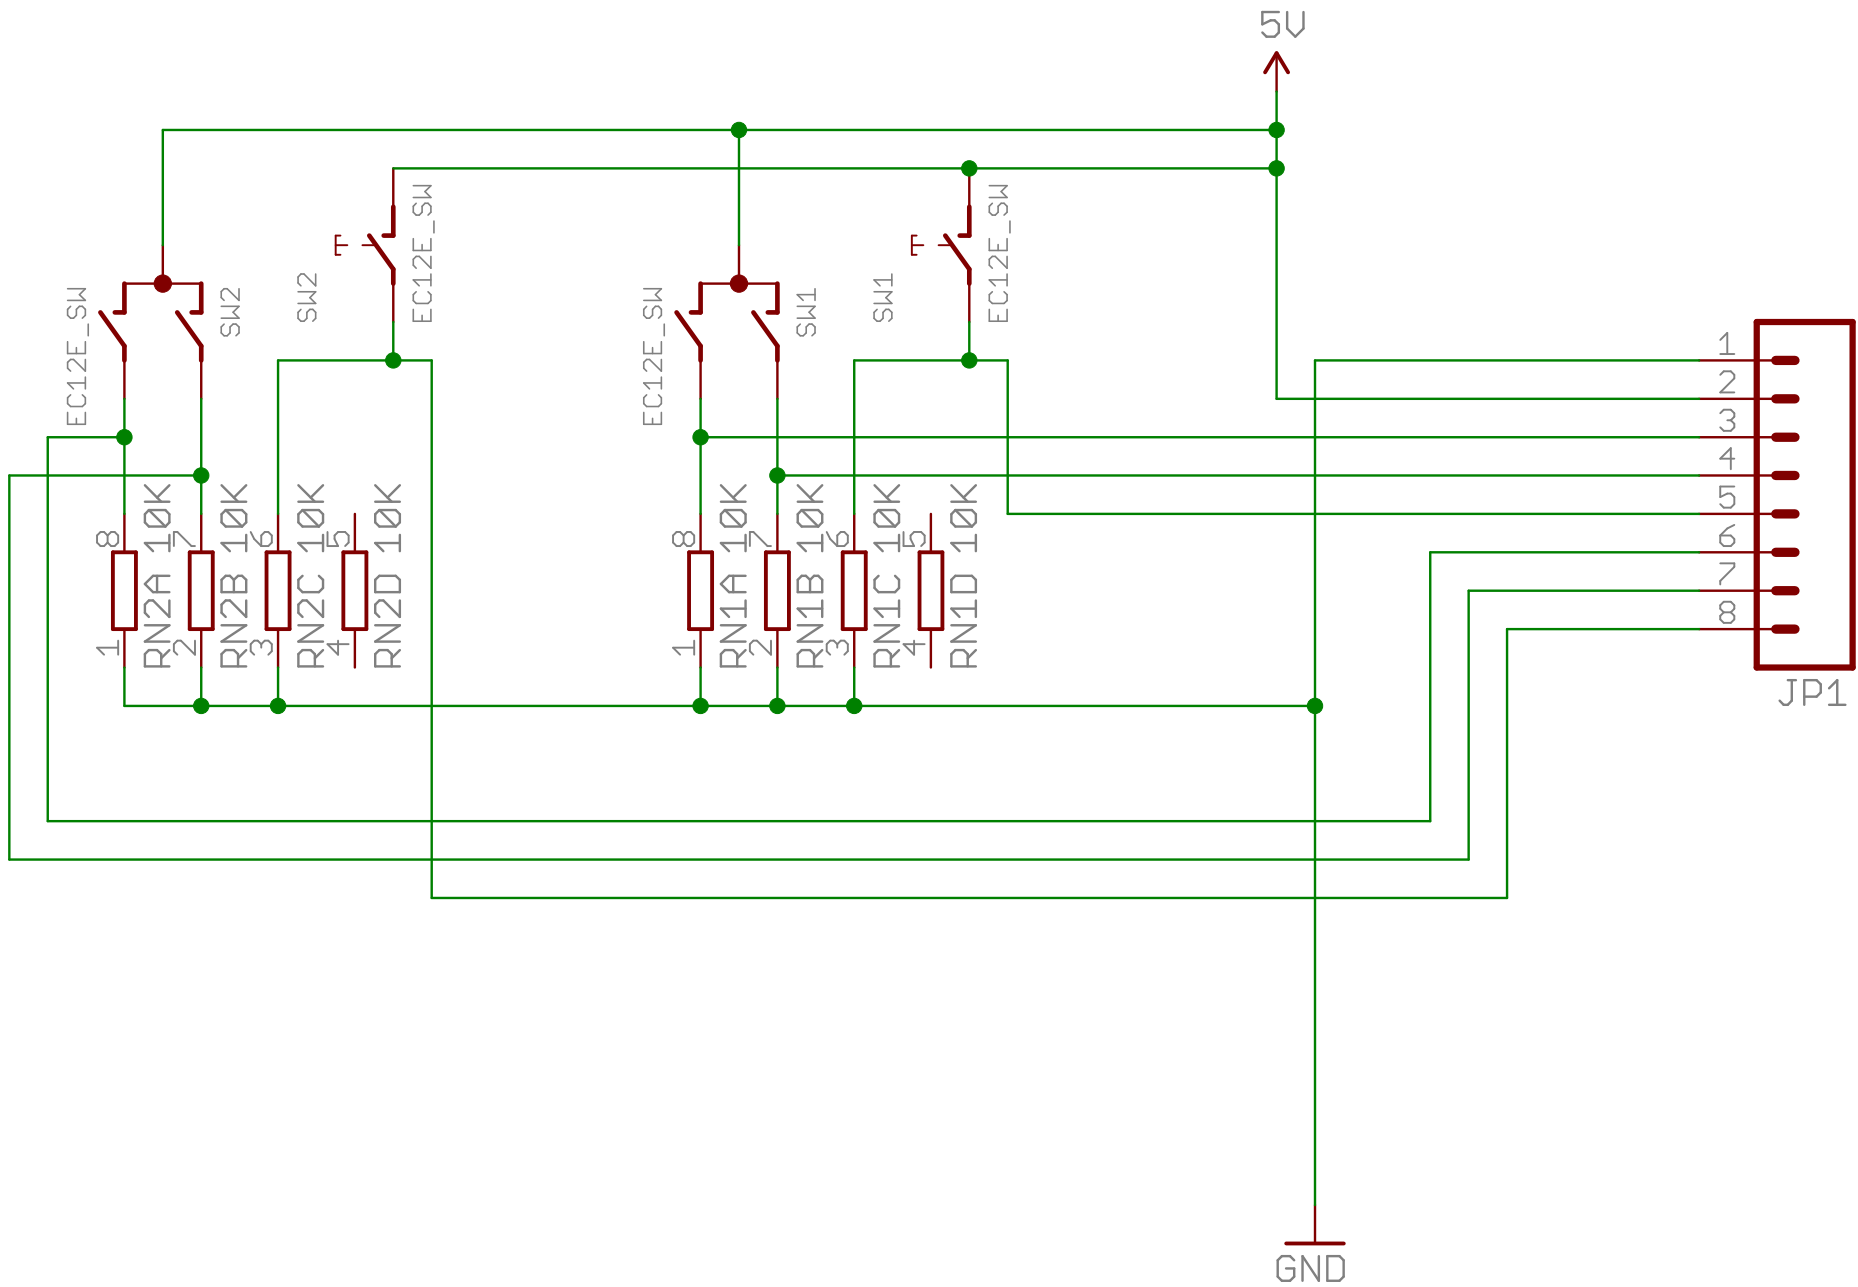 5V
EC12E_SW
SW2
SW2
EC12E_SW
EC12E_SW
SW1
SW1
EC12E_SW
1
2
3
4
5
6
7
8
JP1
8
1
RN2A 10K
7
2
RN2B 10K
6
3
RN2C 10K
5
4
RN2D 10K
8
1
RN1A 10K
7
2
RN1B 10K
6
3
RN1C 10K
5
4
RN1D 10K
GND